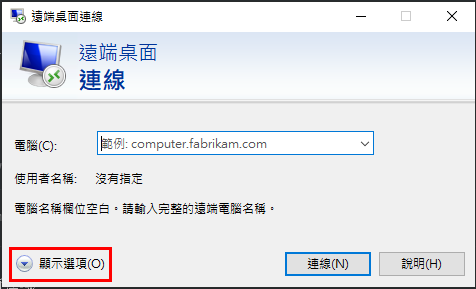 遠端桌面連線
遠端桌面
連線
電腦(C):
範例: computer.fabrikam.com
使用者名稱: 沒有指定
電腦名稱欄位空白。請輸入完整的遠端電腦名稱。
顯示選項(O)
連線(N)
說明(H)